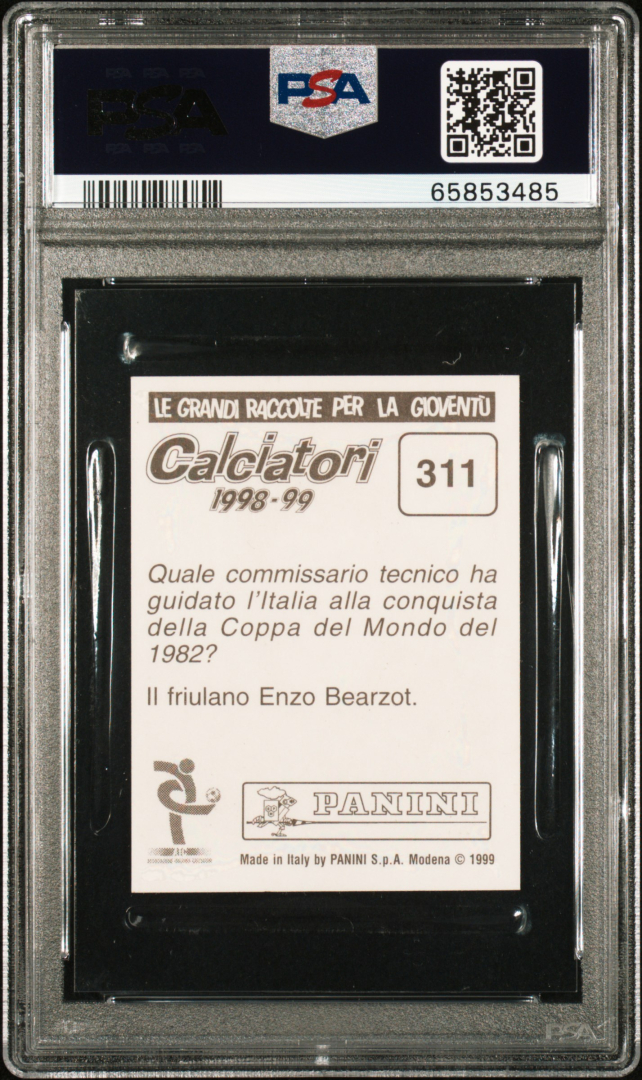 PSA
PSA
65853485
LE GRANDI RACCOLTE PER LA GIOVENTÙ
Calciatori
1998-99
311
Quale commissario tecnico ha
guidato l'Italia alla conquista
della Coppa del Mondo del
1982?
Il friulano Enzo Bearzot.
PANINI
Made in Italy by PANINI S.p.A. Modena © 1999
PSA